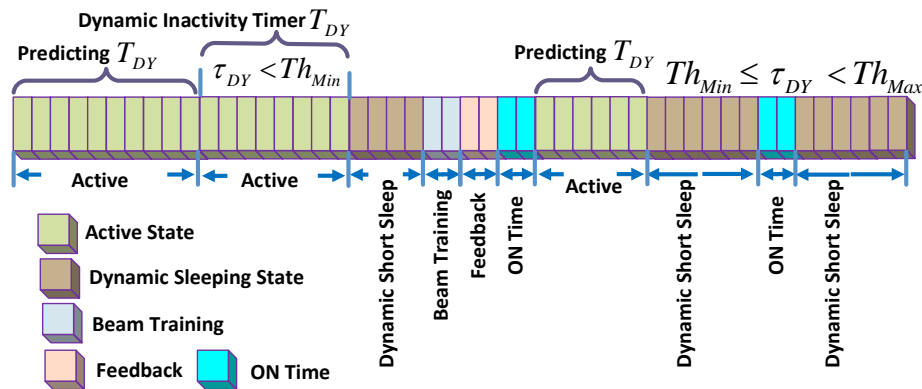 Dynamic Inactivity Timer T_DY
Predicting T_DY
τ_DY < Th_Min
Predicting T_DY
Th_Min ≤ τ_DY < Th_Max
Active
Active
Dynamic Short Sleep
Beam Training
Feedback
ON Time
Active
Dynamic Short Sleep
ON Time
Dynamic Short Sleep
Active State
Dynamic Sleeping State
Beam Training
Feedback
ON Time